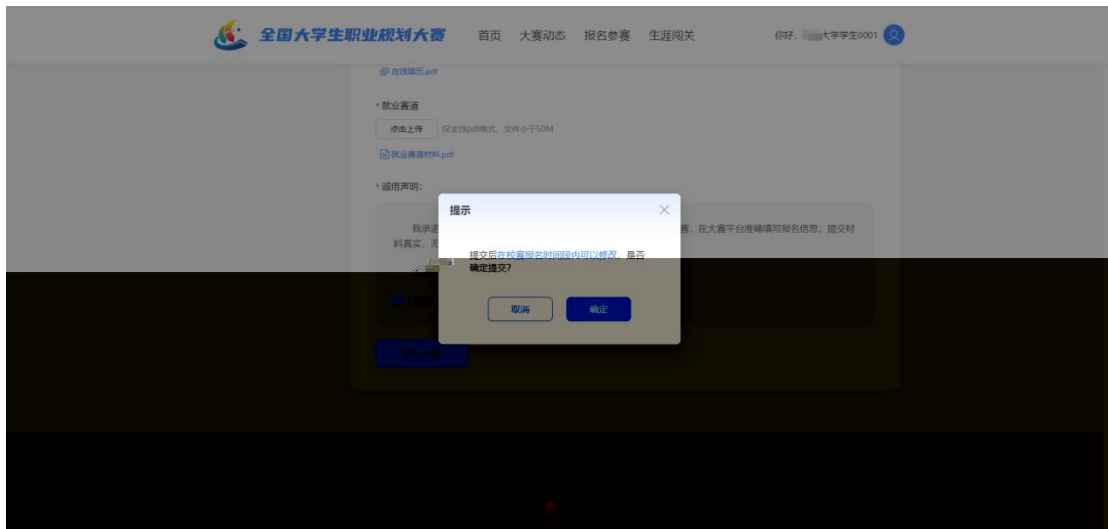 全国大学生职业规划大赛 首页 大赛动态 报名参赛 生涯闯关 你好, 大学学生0001
在线简历.pdf
* 就业赛道
点击上传 仅支持pdf格式,文件小于50M
就业赛道材料.pdf
* 诚信声明:
提示
我承诺 赛,在大赛平台准确填写报名信息;提交材
料真实,无
提交后在校赛报名时间段内可以修改,是否
确定提交?
取消 确定